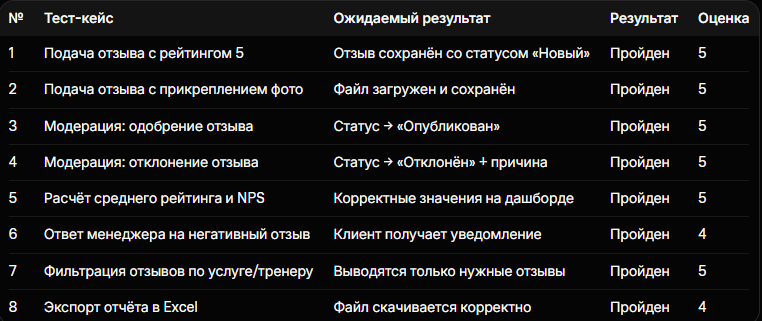 № Тест-кейс Ожидаемый результат Результат Оценка
1 Подача отзыва с рейтингом 5 Отзыв сохранён со статусом «Новый» Пройден 5
2 Подача отзыва с прикреплением фото Файл загружен и сохранён Пройден 5
3 Модерация: одобрение отзыва Статус → «Опубликован» Пройден 5
4 Модерация: отклонение отзыва Статус → «Отклонён» + причина Пройден 5
5 Расчёт среднего рейтинга и NPS Корректные значения на дашборде Пройден 5
6 Ответ менеджера на негативный отзыв Клиент получает уведомление Пройден 4
7 Фильтрация отзывов по услуге/тренеру Выводятся только нужные отзывы Пройден 5
8 Экспорт отчёта в Excel Файл скачивается корректно Пройден 4